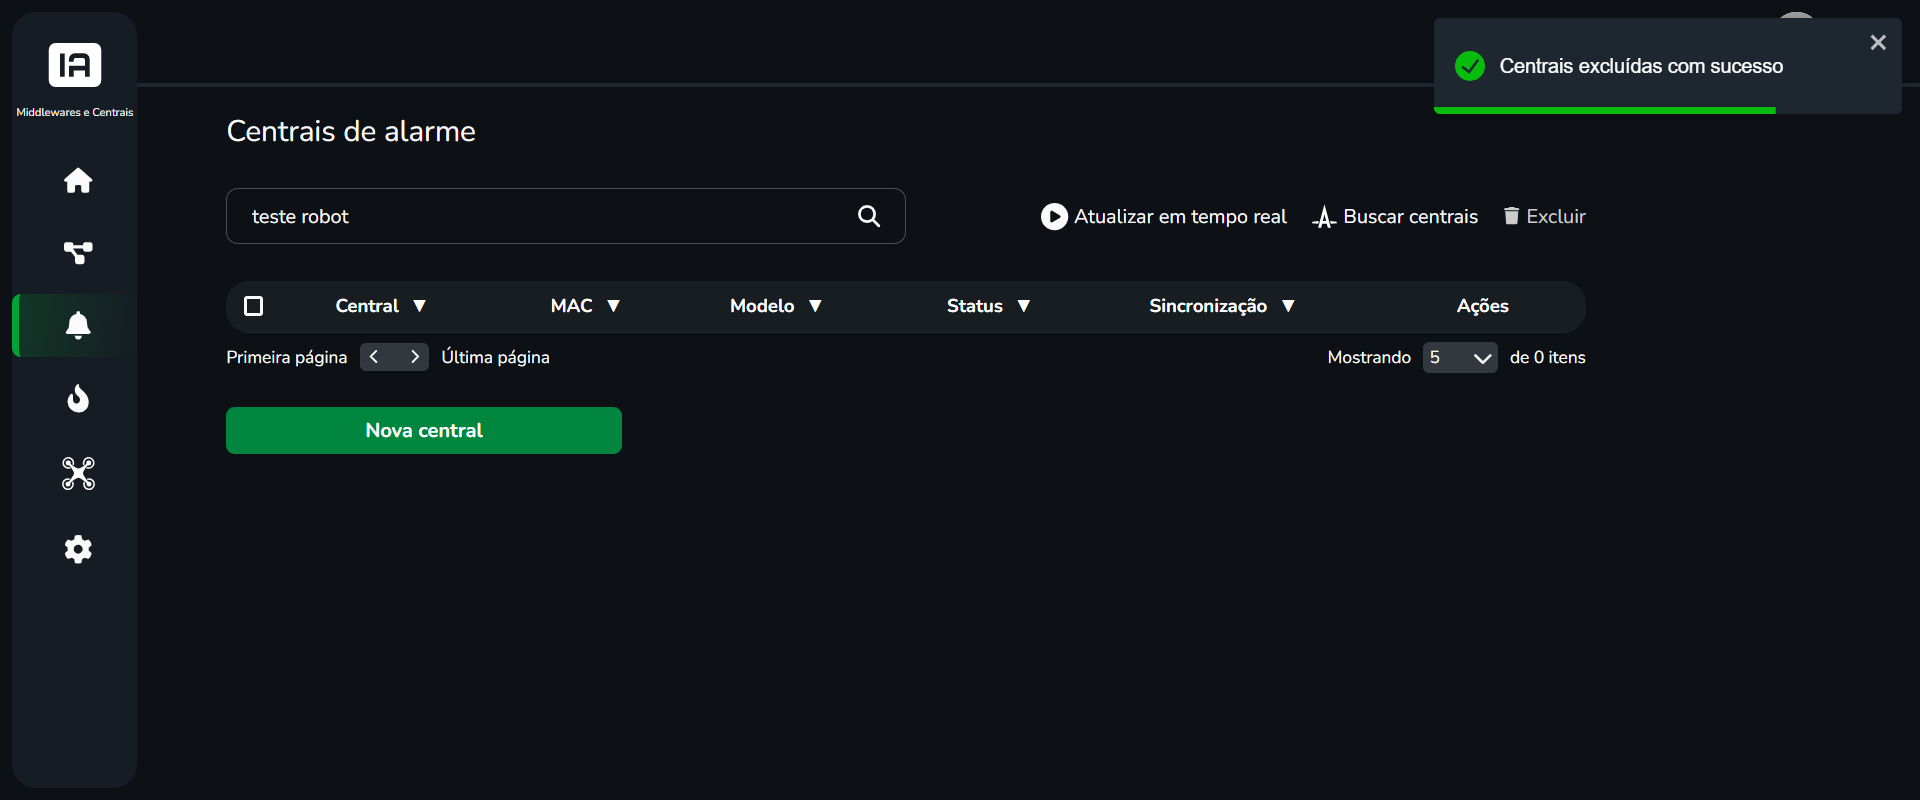 IA
Middlewares e Centrais
Centrais excluídas com sucesso
Centrais de alarme
teste robot
Atualizar em tempo real
Buscar centrais
Excluir
Central ▼ MAC ▼ Modelo ▼ Status ▼ Sincronização ▼ Ações
Primeira página < > Última página
Mostrando 5 de 0 itens
Nova central